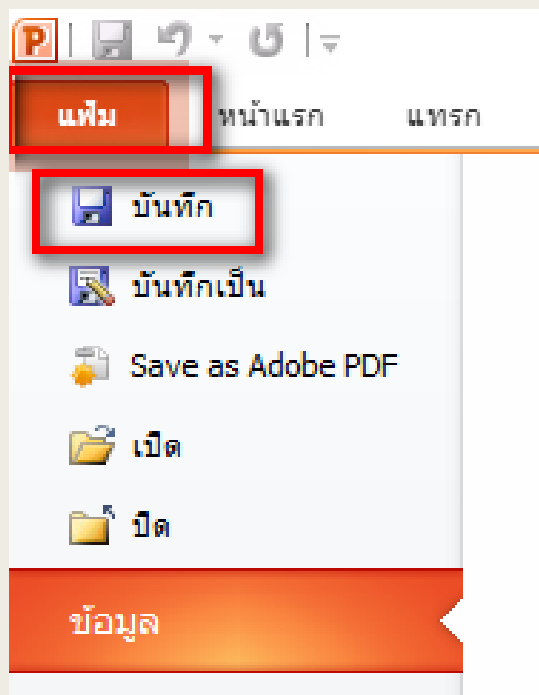 P
แฟ้ม หน้าแรก แทรก
บันทึก
บันทึกเป็น
Save as Adobe PDF
เปิด
ปิด
ข้อมูล